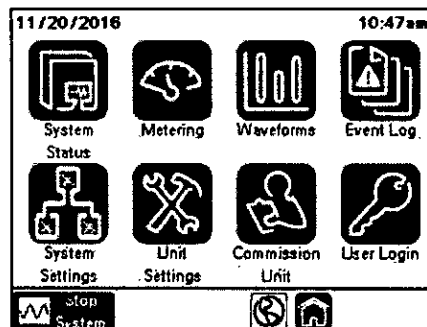 11/20/2016 10:47am
System Metering Waveforms Event Log
Status
System Unit Commission User Login
Settings Settings Unit
Stop
System